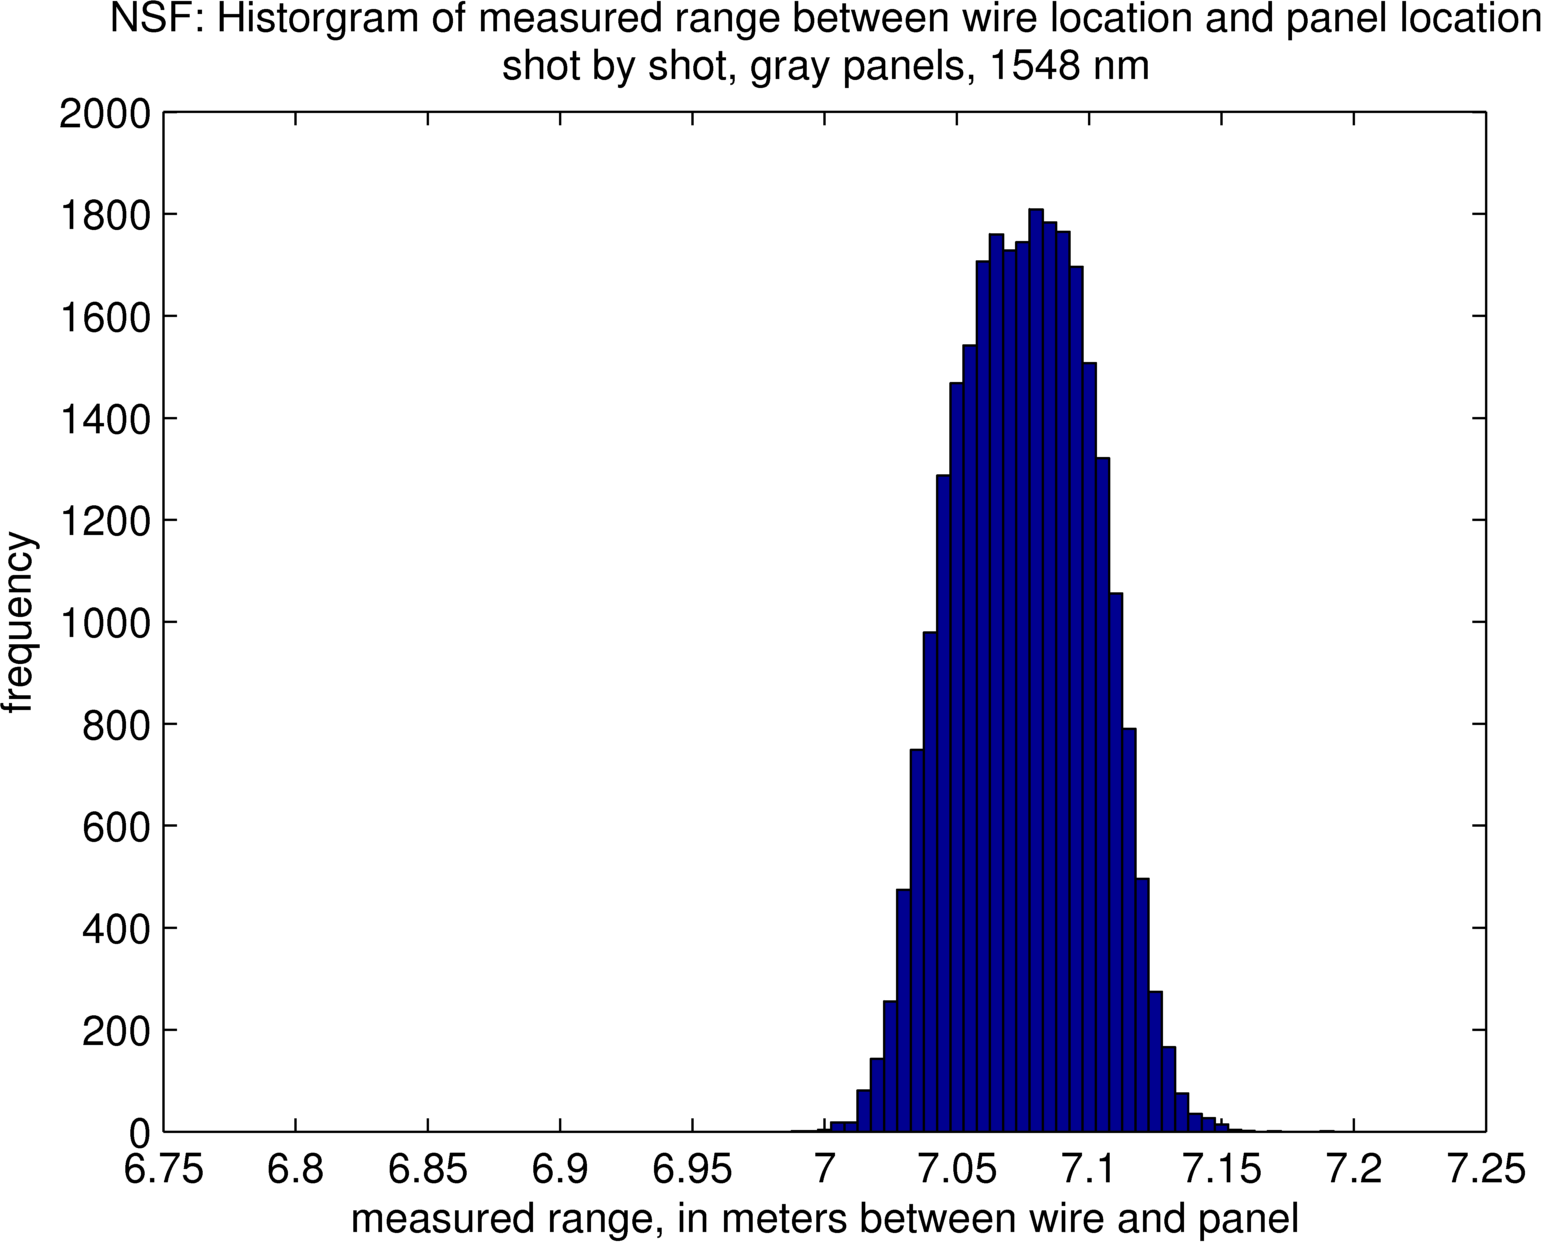 NSF: Historgram of measured range between wire location and panel location
shot by shot, gray panels, 1548 nm
2000
1800
1600
1400
1200
1000
800
600
400
200
0
frequency
6.75 6.8 6.85 6.9 6.95 7 7.05 7.1 7.15 7.2 7.25
measured range, in meters between wire and panel